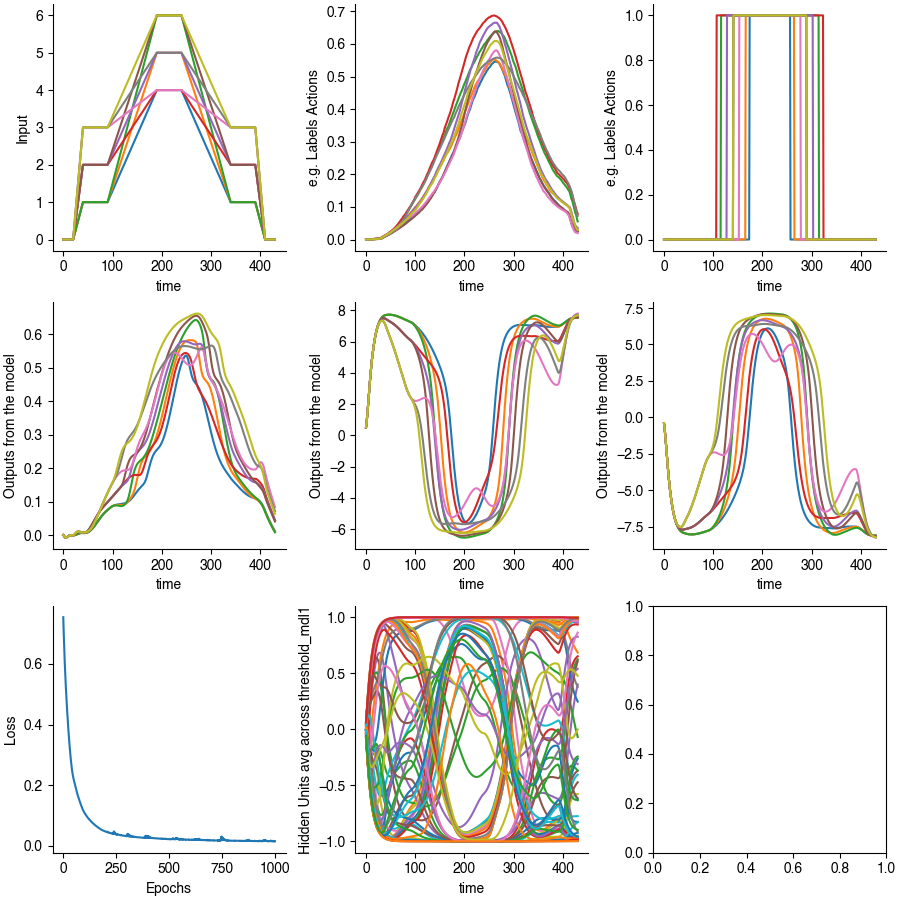 Input
6
5
4
3
2
1
0
0 100 200 300 400
time
e.g. Labels Actions
0.7
0.6
0.5
0.4
0.3
0.2
0.1
0.0
0 100 200 300 400
time
e.g. Labels Actions
1.0
0.8
0.6
0.4
0.2
0.0
0 100 200 300 400
time
Outputs from the model
0.6
0.5
0.4
0.3
0.2
0.1
0.0
0 100 200 300 400
time
Outputs from the model
8
6
4
2
0
−2
−4
−6
0 100 200 300 400
time
Outputs from the model
7.5
5.0
2.5
0.0
−2.5
−5.0
−7.5
0 100 200 300 400
time
Loss
0.6
0.4
0.2
0.0
0 250 500 750 1000
Epochs
Hidden Units avg across threshold_mdl1
1.0
0.5
0.0
−0.5
−1.0
0 100 200 300 400
time
1.0
0.8
0.6
0.4
0.2
0.0
0.0 0.2 0.4 0.6 0.8 1.0